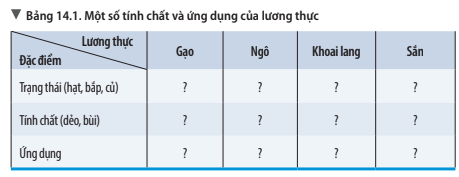 ▼ Bảng 14.1. Một số tính chất và ứng dụng của lương thực
Lương thực
Đặc điểm
Gạo Ngô Khoai lang Sắn
Trạng thái (hạt, bắp, củ) ? ? ? ?
Tính chất (dẻo, bùi) ? ? ? ?
Ứng dụng ? ? ? ?